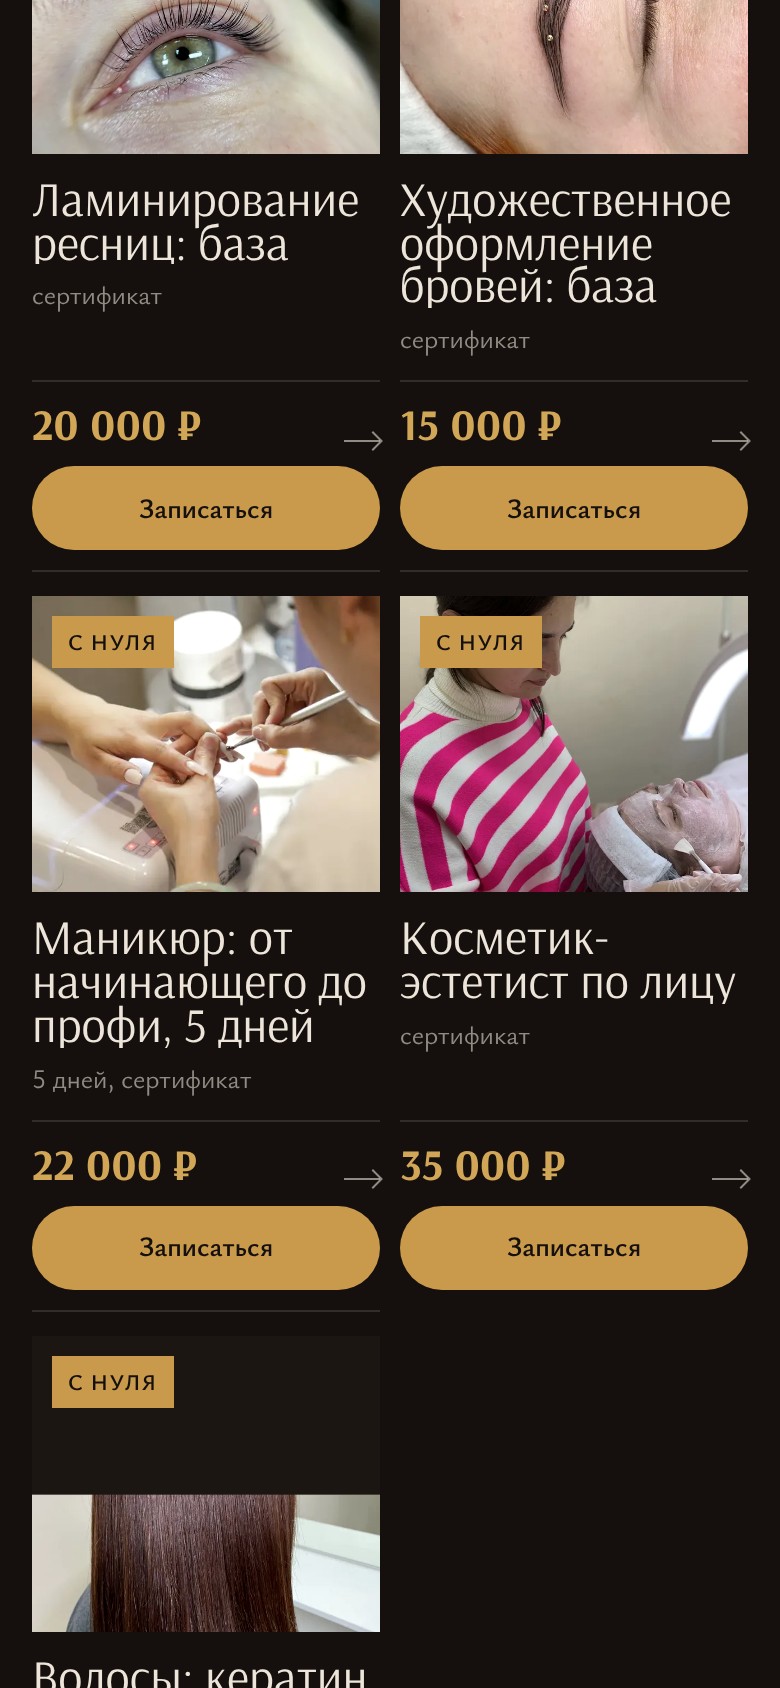 Ламинирование
ресниц: база
сертификат
20 000 ₽
Записаться
Художественное
оформление
бровей: база
сертификат
15 000 ₽
Записаться
С НУЛЯ
Маникюр: от
начинающего до
профи, 5 дней
5 дней, сертификат
22 000 ₽
Записаться
С НУЛЯ
Косметик-
эстетист по лицу
сертификат
35 000 ₽
Записаться
С НУЛЯ
Волосы: кератин